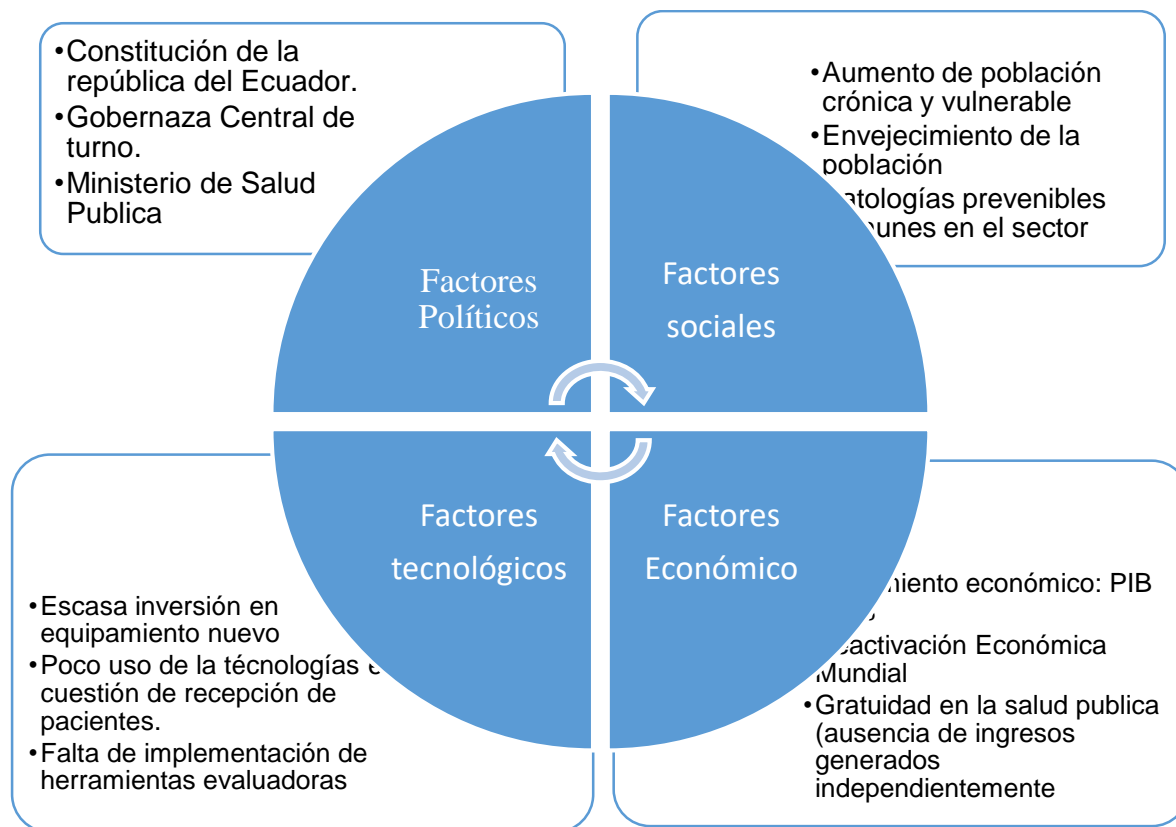 •Constitución de la
república del Ecuador.
•Gobernaza Central de
turno.
•Ministerio de Salud
Publica
•Aumento de población
crónica y vulnerable
•Envejecimiento de la
población
prevenibles
en el sector
Factores
Políticos
Factores
sociales
Factores
tecnológicos
Factores
Económico
•Escasa inversión en
equipamiento nuevo
•Poco uso de la técnologías
cuestión de recepción de
pacientes.
•Falta de implementación de
herramientas evaluadoras
económico: PIB
Económica
Mundial
•Gratuidad en la salud publica
(ausencia de ingresos
generados
independientemente